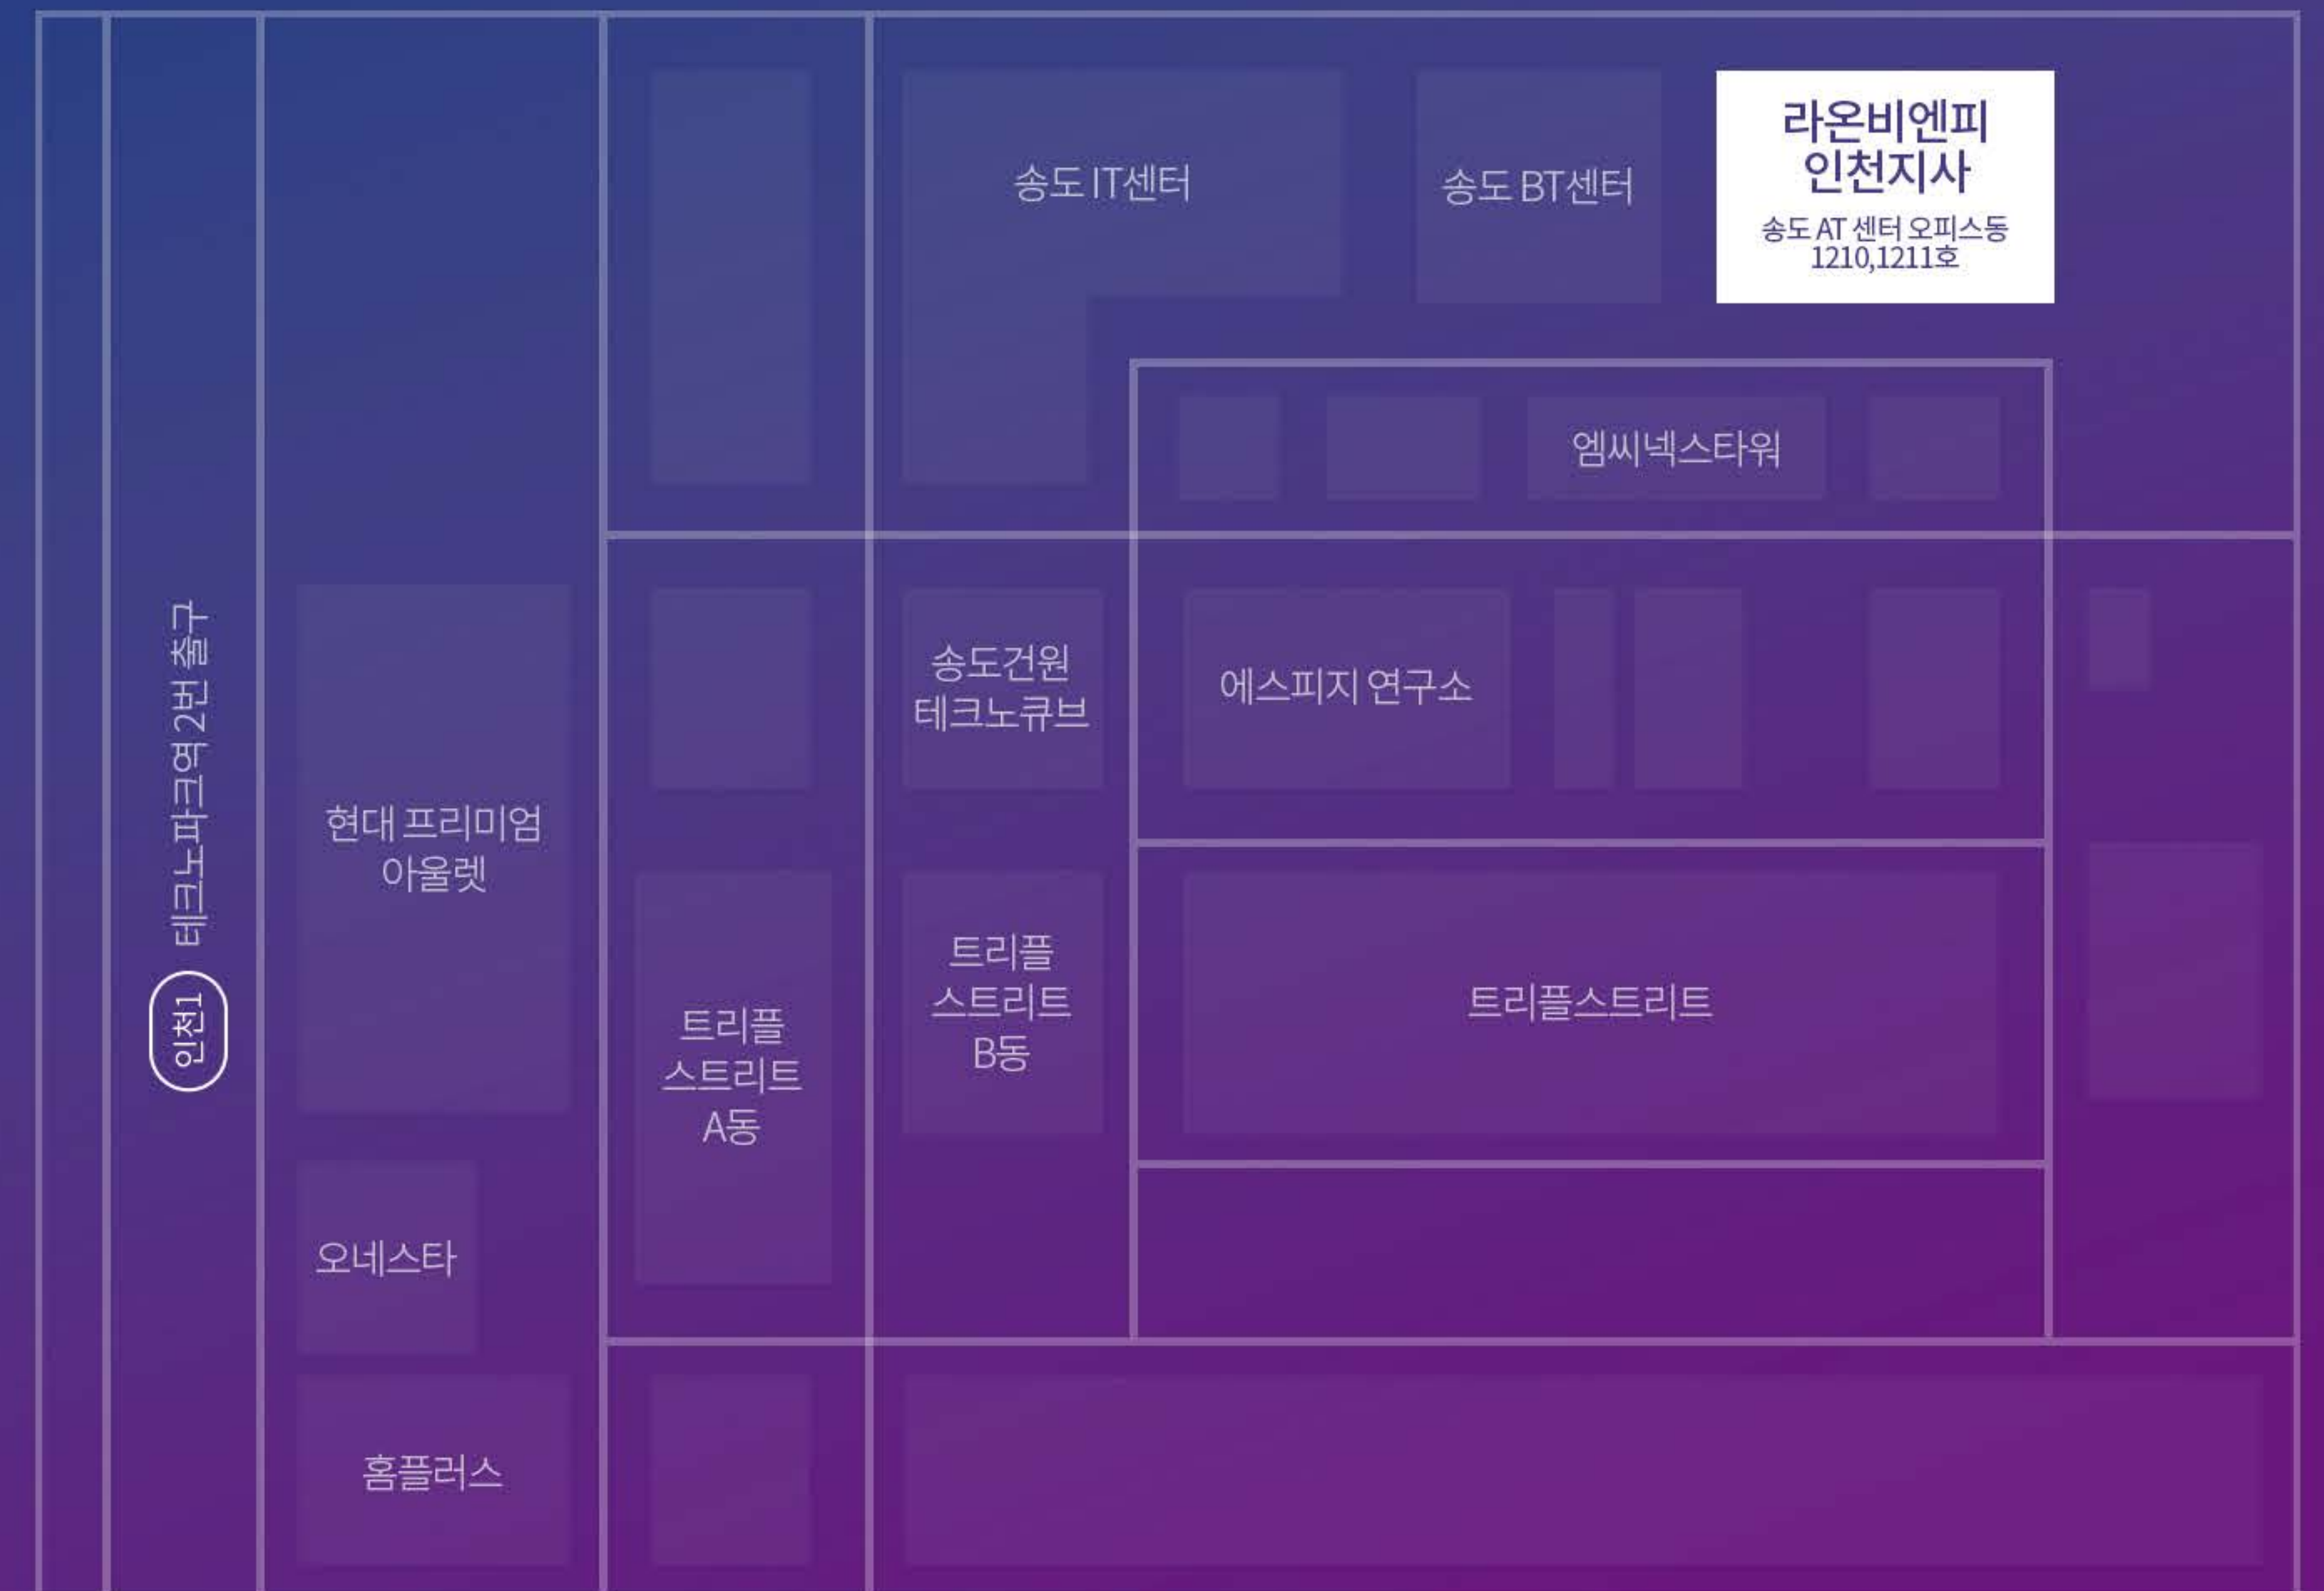 라온비엔피
인천지사
송도 AT 센터 오피스동
1210,1211호
송도 IT센터
송도 BT센터
엠씨넥스타워
송도건원
테크노큐브
에스피지 연구소
테크노파크역 2번 출구
인천1
현대 프리미엄
아울렛
트리플
스트리트
A동
트리플
스트리트
B동
트리플스트리트
오네스타
홈플러스